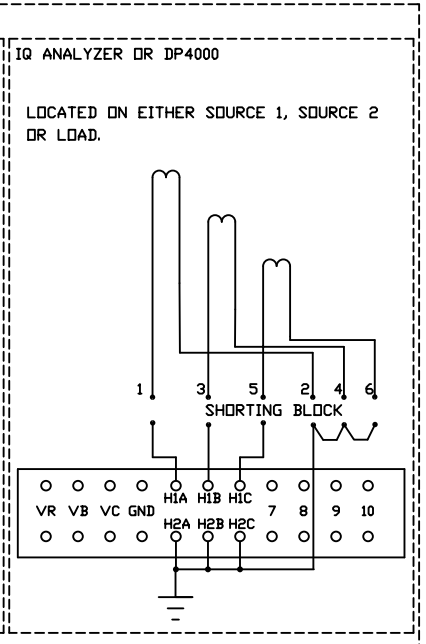 IQ ANALYZER OR DP4000
LOCATED ON EITHER SOURCE 1, SOURCE 2
OR LOAD.
1 3 5 2 4 6
SHORTING BLOCK
H1A H1B H1C
VR VB VC GND 7 8 9 10
H2A H2B H2C